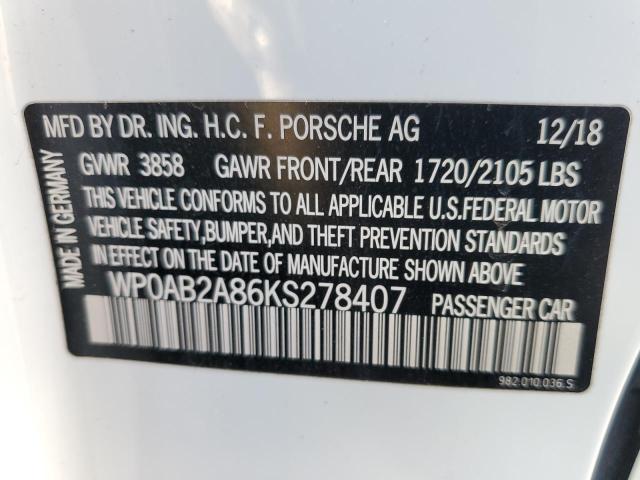 MFD BY DR. ING. H.C. F. PORSCHE AG 12/18
GVWR 3858 GAWR FRONT/REAR 1720/2105 LBS
THIS VEHICLE CONFORMS TO ALL APPLICABLE U.S.FEDERAL MOTOR
VEHICLE SAFETY,BUMPER,AND THEFT PREVENTION STANDARDS
IN EFFECT ON THE DATE OF MANUFACTURE SHOWN ABOVE
WP0AB2A86KS278407 PASSENGER CAR
982.010.036.S
MADE IN GERMANY